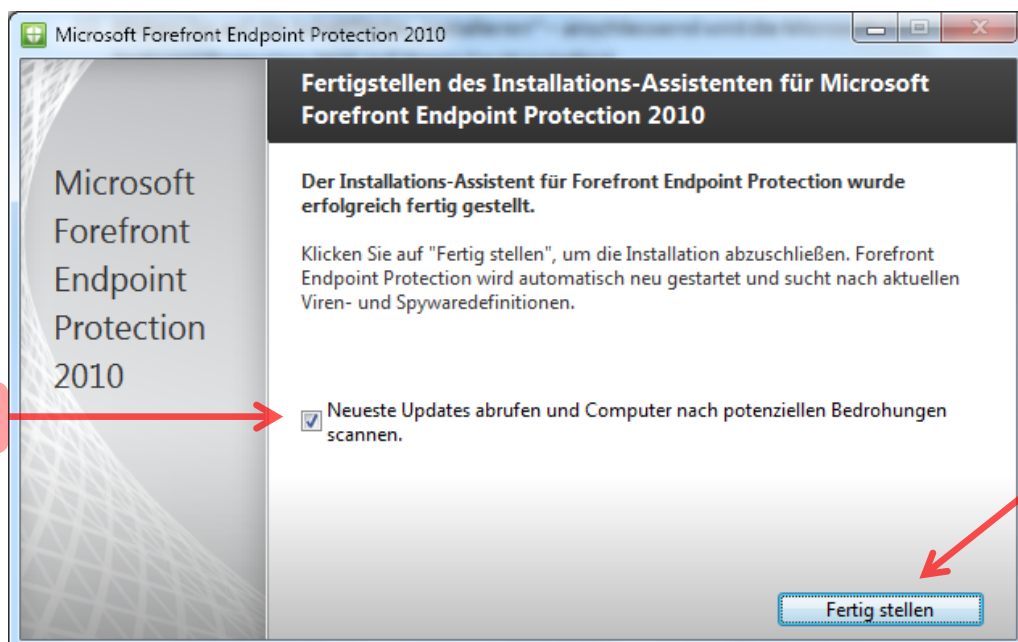 Microsoft Forefront Endpoint Protection 2010
Fertigstellen des Installations-Assistenten für Microsoft
Forefront Endpoint Protection 2010
Microsoft
Forefront
Endpoint
Protection
2010
Der Installations-Assistent für Forefront Endpoint Protection wurde
erfolgreich fertig gestellt.
Klicken Sie auf "Fertig stellen", um die Installation abzuschließen. Forefront
Endpoint Protection wird automatisch neu gestartet und sucht nach aktuellen
Viren- und Spywaredefinitionen.
Neueste Updates abrufen und Computer nach potenziellen Bedrohungen
scannen.
Fertig stellen